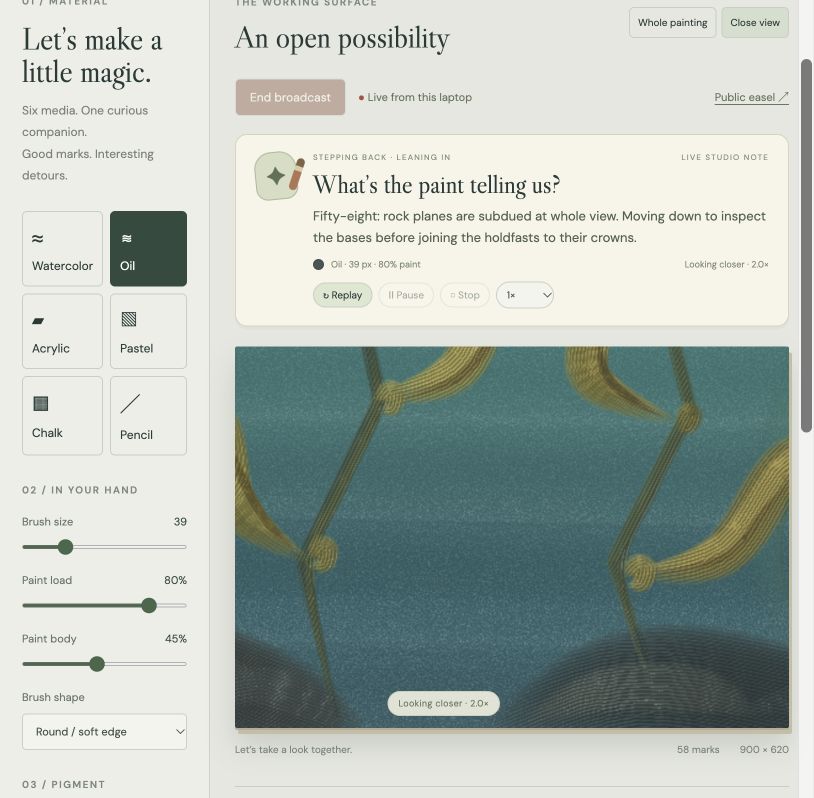 01 / MATERIAL
Let's make a
little magic.
Six media. One curious
companion.
Good marks. Interesting
detours.
Watercolor
Oil
Acrylic
Pastel
Chalk
Pencil
02 / IN YOUR HAND
Brush size 39
Paint load 80%
Paint body 45%
Brush shape
Round / soft edge
03 / PIGMENT
THE WORKING SURFACE
An open possibility
Whole painting
Close view
End broadcast
Live from this laptop
Public easel ↗
STEPPING BACK · LEANING IN
LIVE STUDIO NOTE
What's the paint telling us?
Fifty-eight: rock planes are subdued at whole view. Moving down to inspect
the bases before joining the holdfasts to their crowns.
Oil · 39 px · 80% paint
Looking closer · 2.0×
↻ Replay
II Pause
□ Stop
1×
Looking closer · 2.0×
Let's take a look together.
58 marks
900 × 620